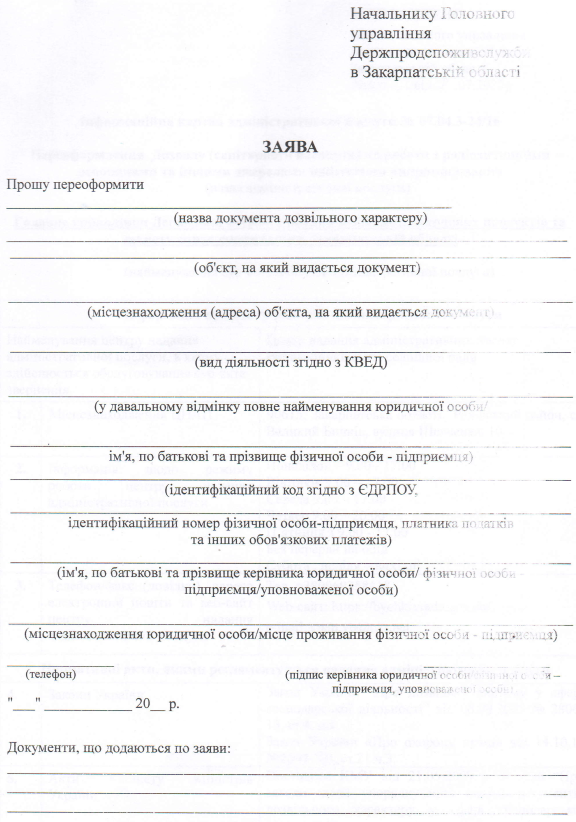 Начальнику Головного
управління
Держпродспоживслужби
в Закарпатській області
ЗАЯВА
Прошу переоформити
(назва документа дозвільного характеру)
(об'єкт, на який видається документ)
(місцезнаходження (адреса) об'єкта, на який видається документ)
(вид діяльності згідно з КВЕД)
(у давальному відмінку повне найменування юридичної особи/
ім'я, по батькові та прізвище фізичної особи - підприємця)
(ідентифікаційний код згідно з ЄДРПОУ,
ідентифікаційний номер фізичної особи-підприємця, платника податків
та інших обов'язкових платежів)
(ім'я, по батькові та прізвище керівника юридичної особи/ фізичної особи -
підприємця/уповноваженої особи)
(місцезнаходження юридичної особи/місце проживання фізичної особи - підприємця)
(телефон)
(підпис керівника юридичної особи/фізичної особи –
підприємця, уповноваженої особи)
"___" ____________ 20__ р.
Документи, що додаються по заяви: